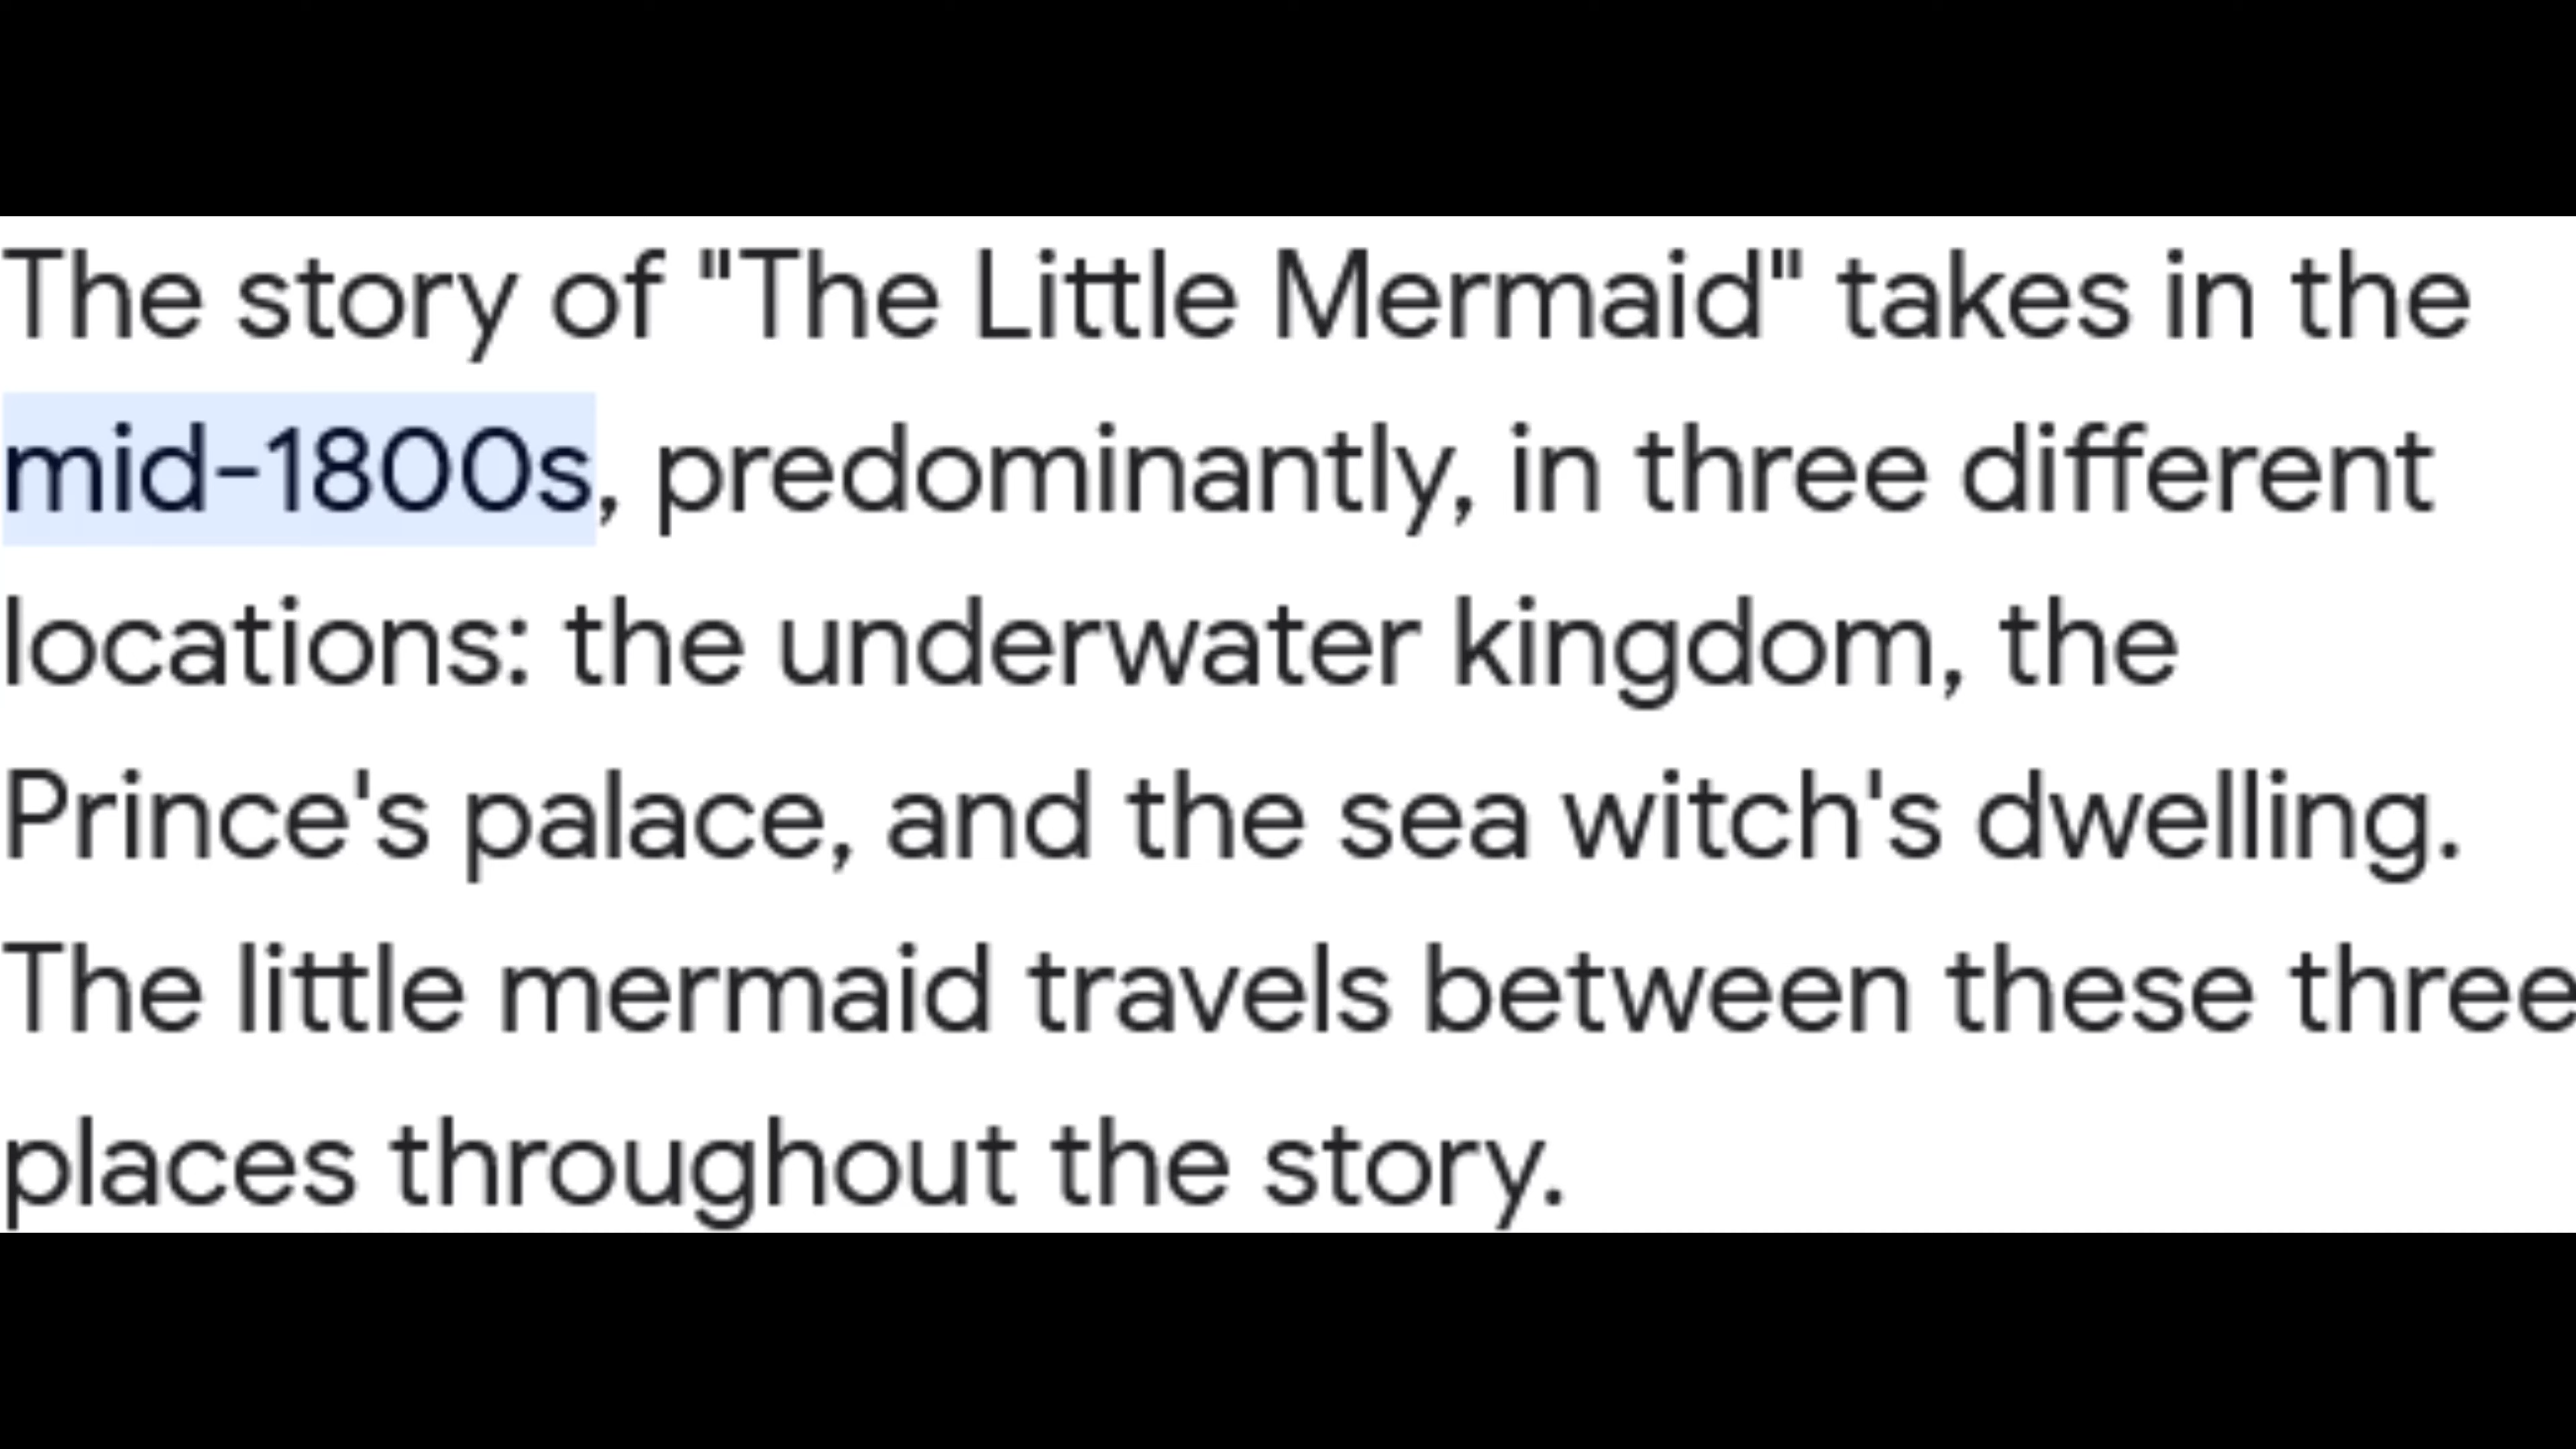 The story of "The Little Mermaid" takes in the
mid-1800s, predominantly, in three different
locations: the underwater kingdom, the
Prince's palace, and the sea witch's dwelling.
The little mermaid travels between these three
places throughout the story.